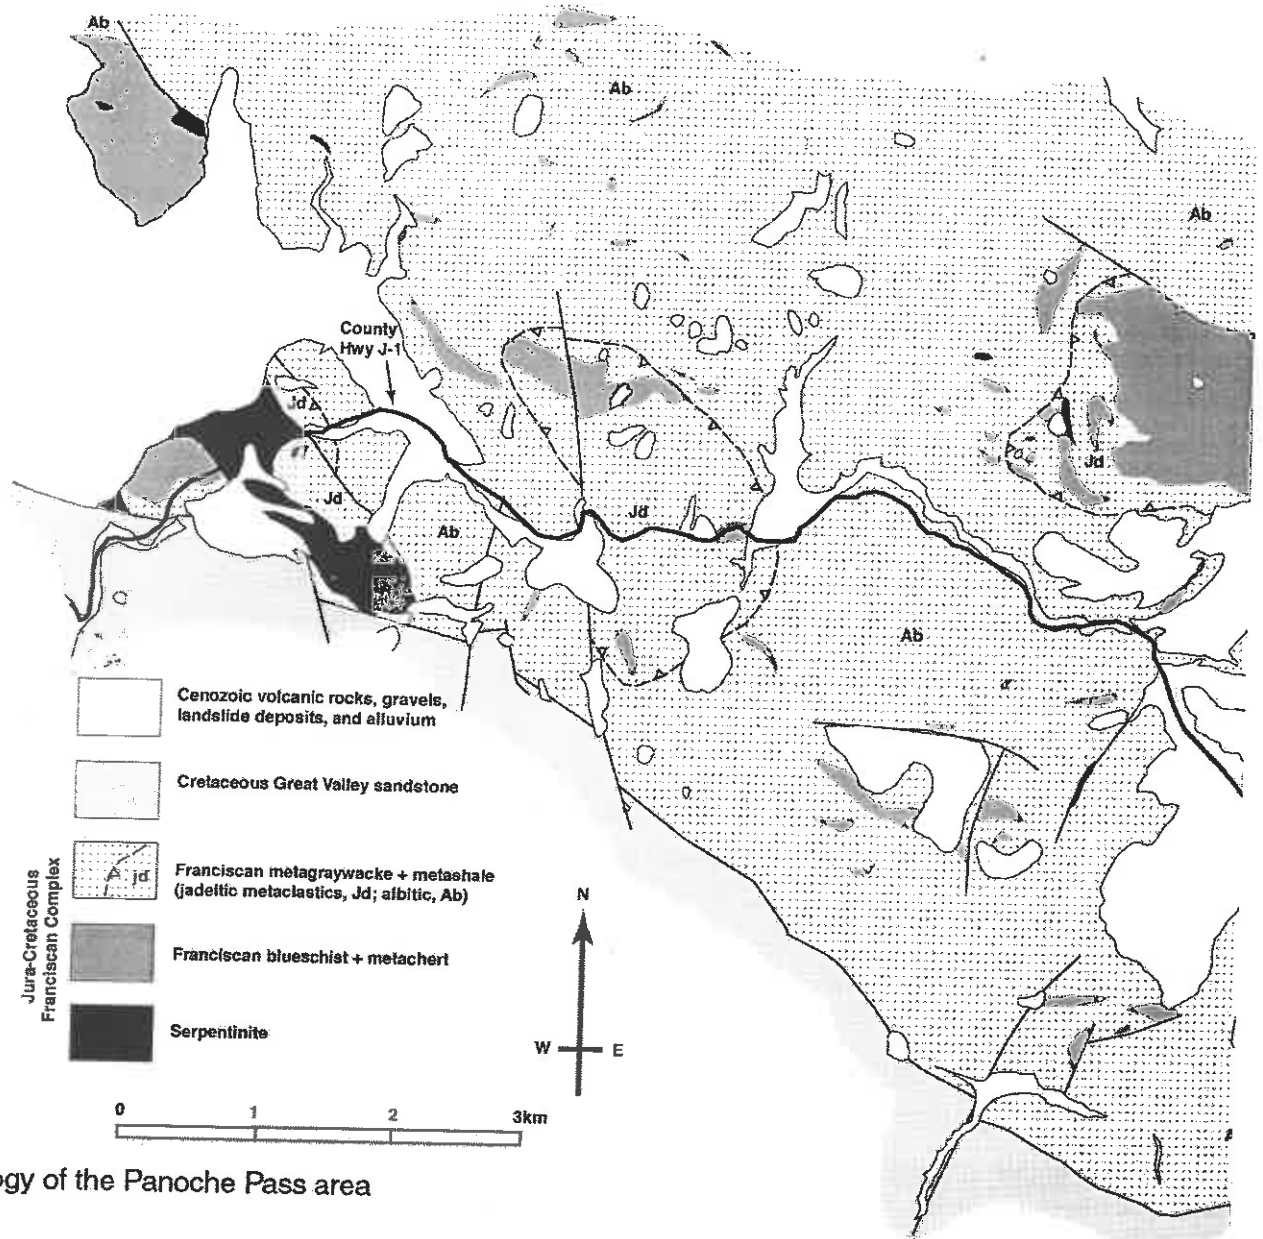 Ab
Ab
Ab
County
Hwy J-1
Jd
Jd
Jd
Jd
Ab
Ab
Cenozoic volcanic rocks, gravels,
landslide deposits, and alluvium
Cretaceous Great Valley sandstone
jd
Franciscan metagraywacke + metashale
(jadeitic metaclastics, Jd; albitic, Ab)
Franciscan blueschist + metachert
Serpentinite
Jura-Cretaceous
Franciscan Complex
N
W E
0 1 2 3km
ogy of the Panoche Pass area